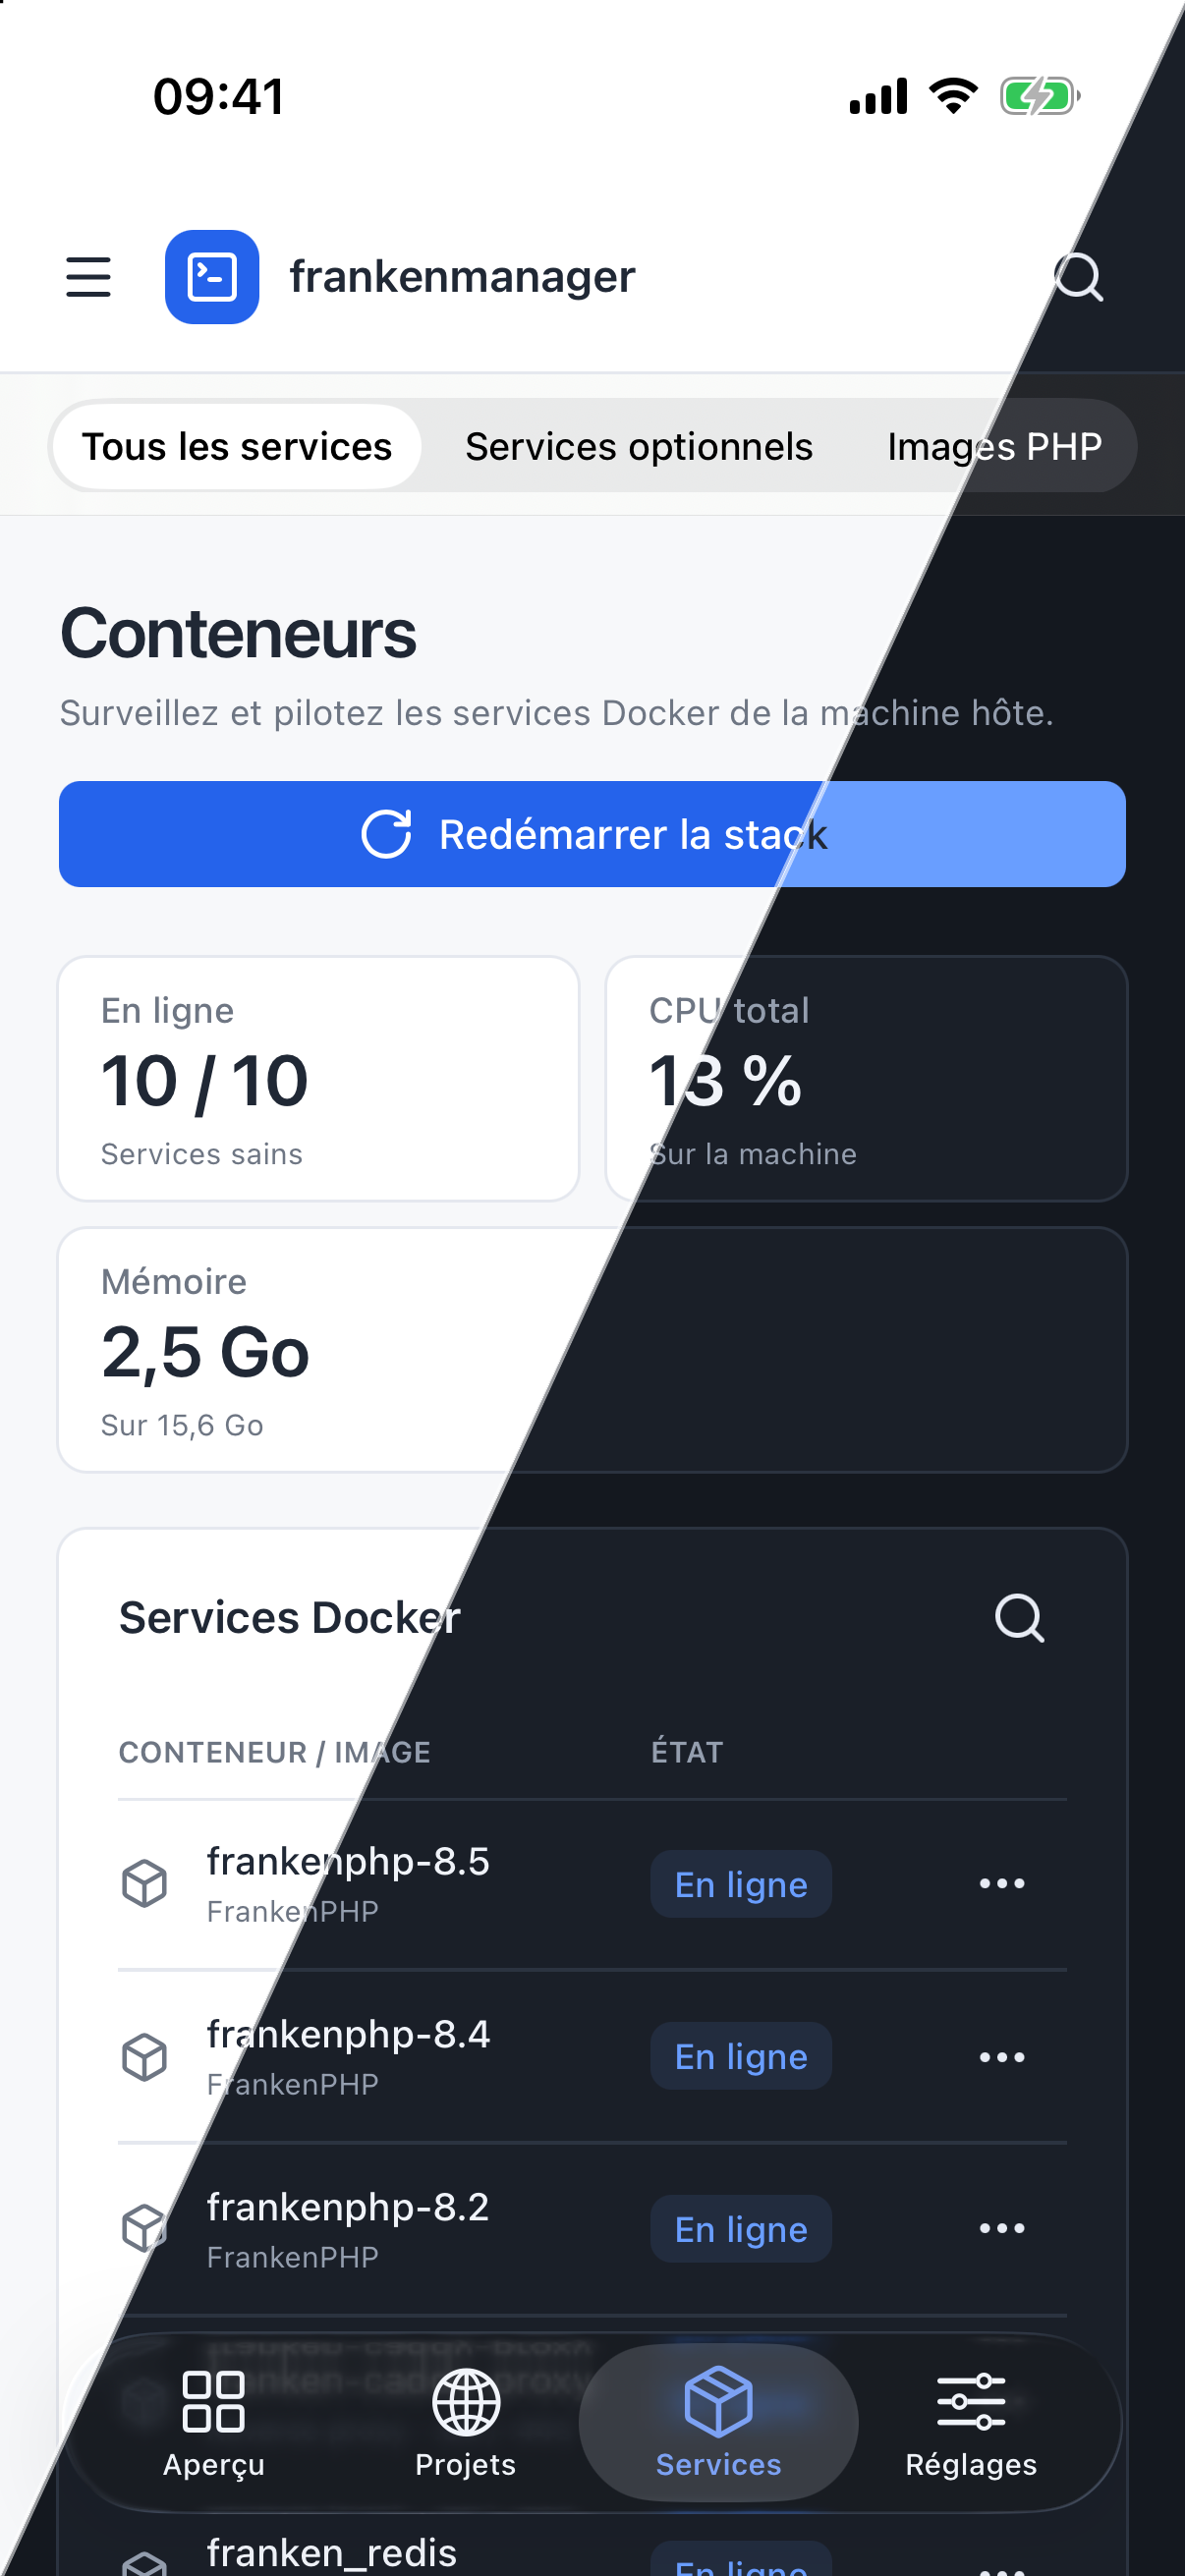 09:41
frankenmanager
Tous les services Services optionnels Images PHP
Conteneurs
Surveillez et pilotez les services Docker de la machine hôte.
Redémarrer la stack
En ligne
10 / 10
Services sains
CPU total
13 %
Sur la machine
Mémoire
2,5 Go
Sur 15,6 Go
Services Docker
CONTENEUR / IMAGE ÉTAT
frankenphp-8.5
FrankenPHP
En ligne
frankenphp-8.4
FrankenPHP
En ligne
frankenphp-8.2
FrankenPHP
En ligne
Aperçu Projets Services Réglages
franken_redis
En ligne